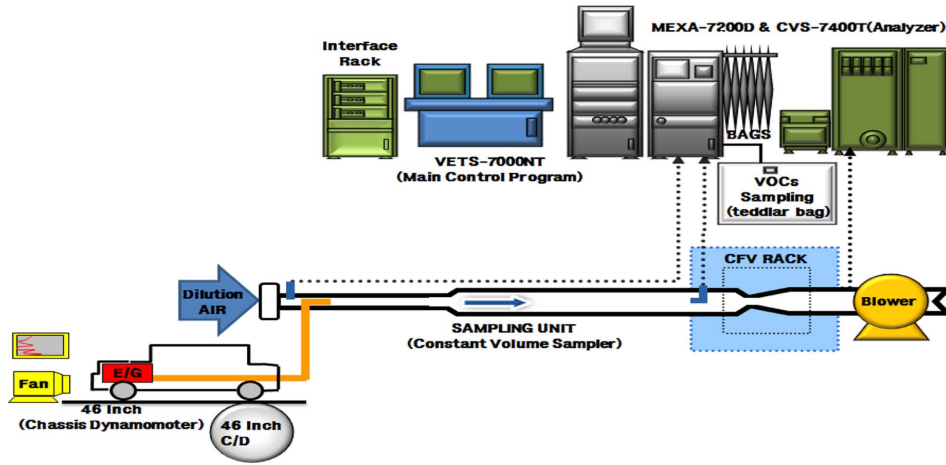 MEXA-7200D & CVS-7400T(Analyzer)
Interface
Rack
BAGS
VETS-7000NT
(Main Control Program)
VOCs
Sampling
(teddlar bag)
CFV RACK
Dilution
AIR
Blower
SAMPLING UNIT
(Constant Volume Sampler)
E/G
Fan
46 Inch
(Chassis Dynamomoter)
46 Inch
C/D